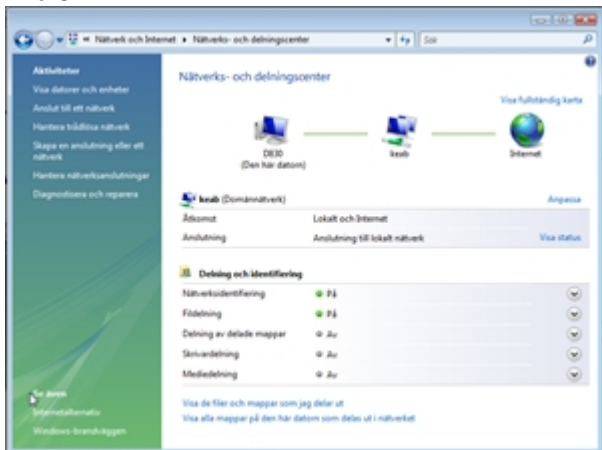 « Nätverk och Internet ▸ Nätverks- och delningscenter
Sök
Aktiviteter
Visa datorer och enheter
Anslut till ett nätverk
Hantera trådlösa nätverk
Skapa en anslutning eller ett
nätverk
Hantera nätverksanslutningar
Diagnostisera och reparera
Nätverks- och delningscenter
Visa fullständig karta
D830
(Den här datorn)
keab
Internet
keab (Domännätverk)
Anpassa
Åtkomst
Lokalt och Internet
Anslutning
Anslutning till lokalt nätverk
Visa status
Delning och identifiering
Nätverksidentifiering
På
Fildelning
På
Delning av delade mappar
Av
Skrivardelning
Av
Mediedelning
Av
Visa de filer och mappar som jag delar ut
Visa alla mappar på den här datorn som delas ut i nätverket
Se även
Internetalternativ
Windows-brandväggen